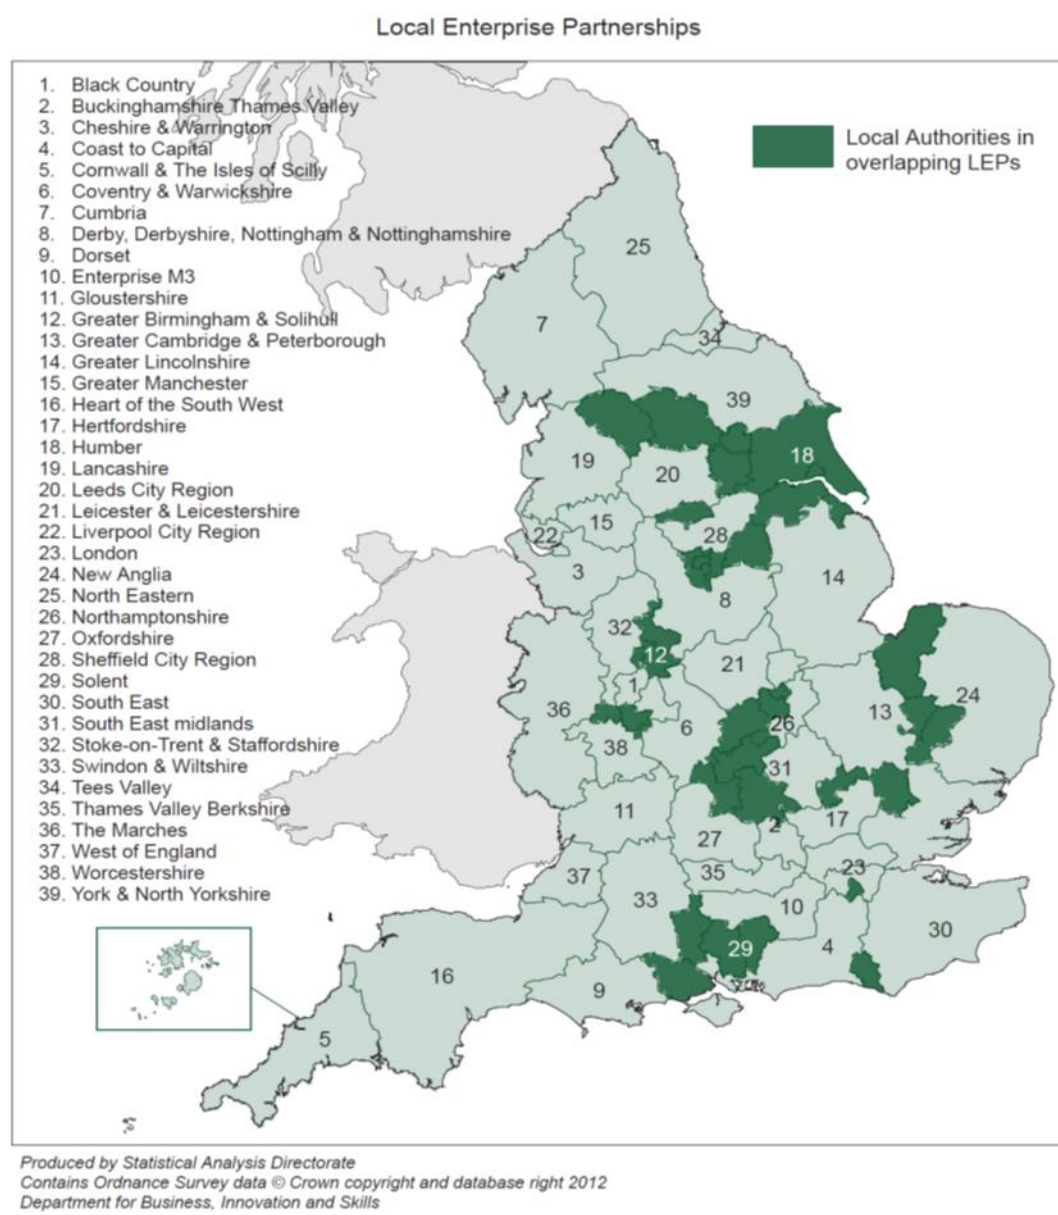 Local Enterprise Partnerships
1. Black Country
2. Buckinghamshire Thames Valley
3. Cheshire & Warrington
4. Coast to Capital
5. Cornwall & The Isles of Scilly
6. Coventry & Warwickshire
7. Cumbria
8. Derby, Derbyshire, Nottingham & Nottinghamshire
9. Dorset
10. Enterprise M3
11. Gloustershire
12. Greater Birmingham & Solihull
13. Greater Cambridge & Peterborough
14. Greater Lincolnshire
15. Greater Manchester
16. Heart of the South West
17. Hertfordshire
18. Humber
19. Lancashire
20. Leeds City Region
21. Leicester & Leicestershire
22. Liverpool City Region
23. London
24. New Anglia
25. North Eastern
26. Northamptonshire
27. Oxfordshire
28. Sheffield City Region
29. Solent
30. South East
31. South East midlands
32. Stoke-on-Trent & Staffordshire
33. Swindon & Wiltshire
34. Tees Valley
35. Thames Valley Berkshire
36. The Marches
37. West of England
38. Worcestershire
39. York & North Yorkshire
Local Authorities in
overlapping LEPs
25
7
34
39
18
19
20
15
28
22
3
14
8
32
12
21
1
24
36
13
26
6
38
31
11
17
2
27
23
35
37
33
10
30
4
29
16
9
5
Produced by Statistical Analysis Directorate
Contains Ordnance Survey data © Crown copyright and database right 2012
Department for Business, Innovation and Skills